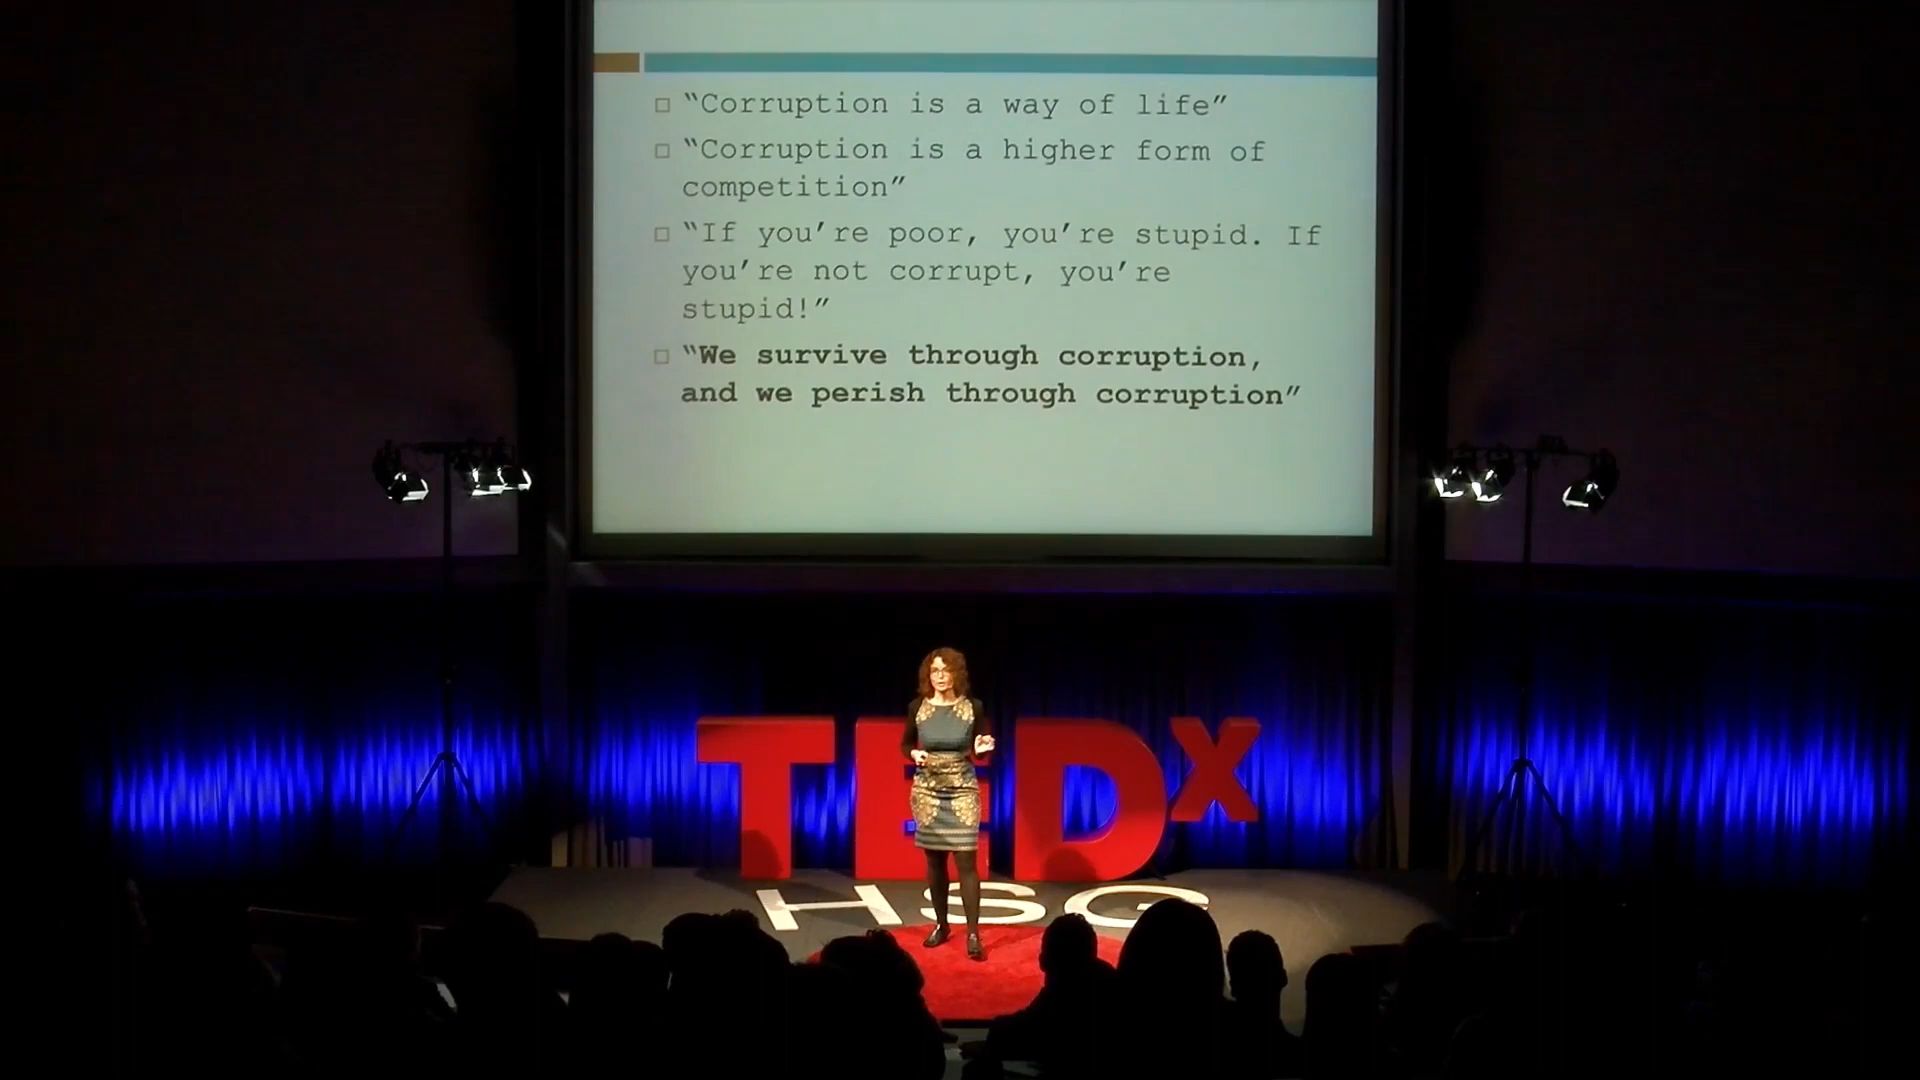 “Corruption is a way of life”
“Corruption is a higher form of
competition”
“If you’re poor, you’re stupid. If
you’re not corrupt, you’re
stupid!”
“We survive through corruption,
and we perish through corruption”
TEDx
HSG